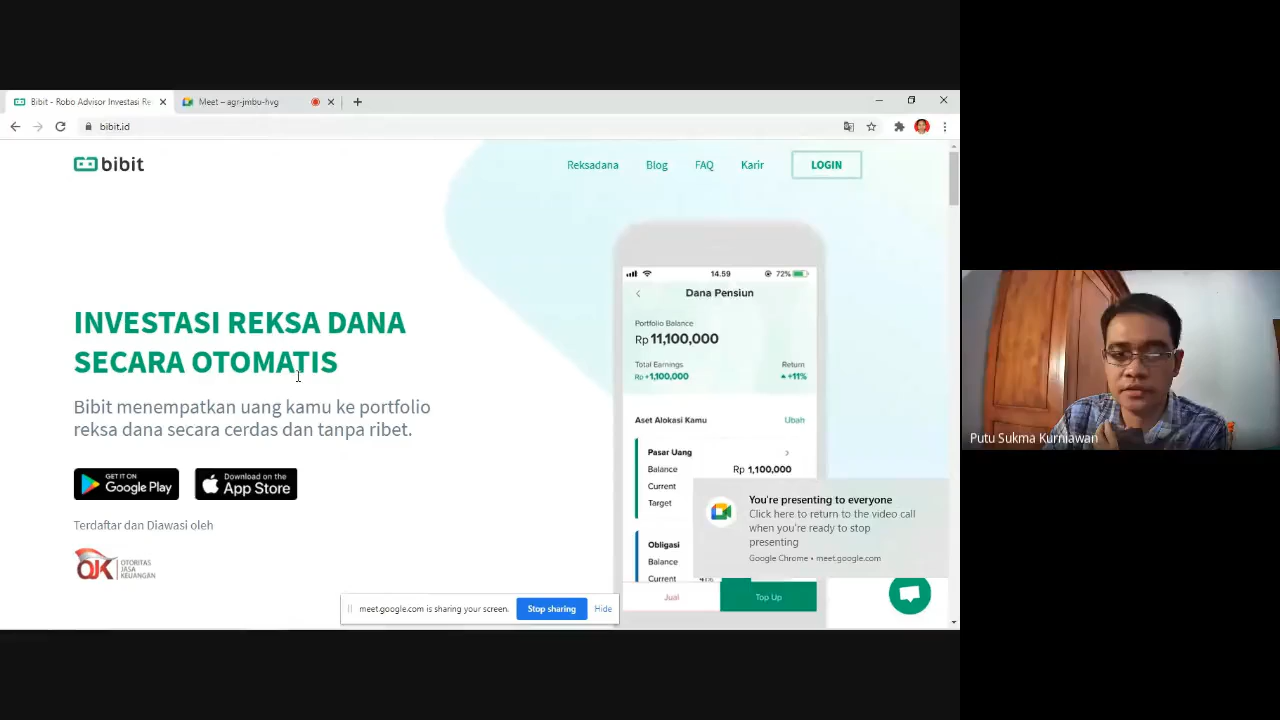 Bibit - Robo Advisor Investasi Re
Meet – agr-jmbu-hvg
bibit.id
bibit
Reksadana
Blog
FAQ
Karir
LOGIN
INVESTASI REKSA DANA
SECARA OTOMATIS
Bibit menempatkan uang kamu ke portfolio
reksa dana secara cerdas dan tanpa ribet.
GET IT ON
Google Play
Download on the
App Store
Terdaftar dan Diawasi oleh
OJK
OTORITAS
JASA
KEUANGAN
14.59
72%
Dana Pensiun
Portfolio Balance
Rp 11,100,000
Total Earnings
Return
Rp +1,100,000
+11%
Aset Alokasi Kamu
Ubah
Pasar Uang
Balance
Rp 1,100,000
Current
Target
Obligasi
Balance
Current
Jual
Top Up
You're presenting to everyone
Click here to return to the video call
when you're ready to stop
presenting
Google Chrome • meet.google.com
meet.google.com is sharing your screen.
Stop sharing
Hide
Putu Sukma Kurniawan